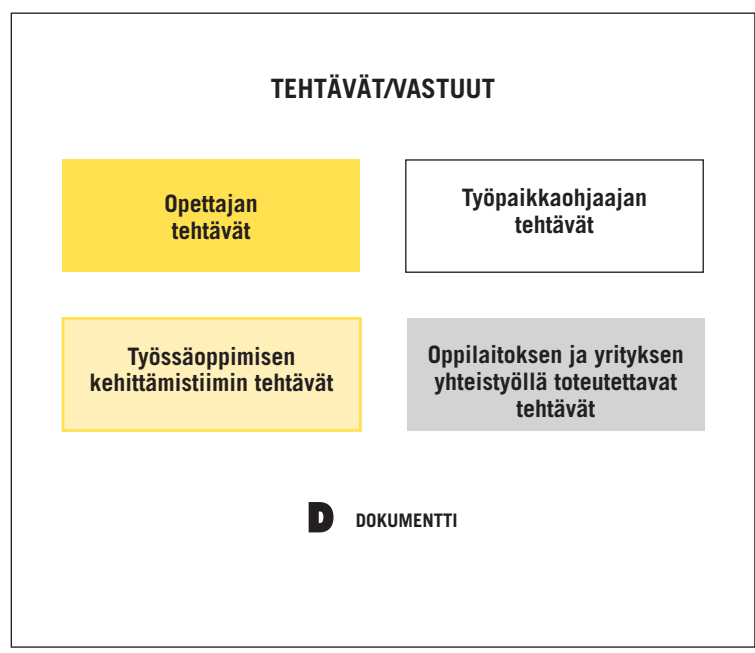 TEHTÄVÄT/VASTUUT
Opettajan
tehtävät
Työpaikkaohjaajan
tehtävät
Työssäoppimisen
kehittämistiimin tehtävät
Oppilaitoksen ja yrityksen
yhteistyöllä toteutettavat
tehtävät
D DOKUMENTTI